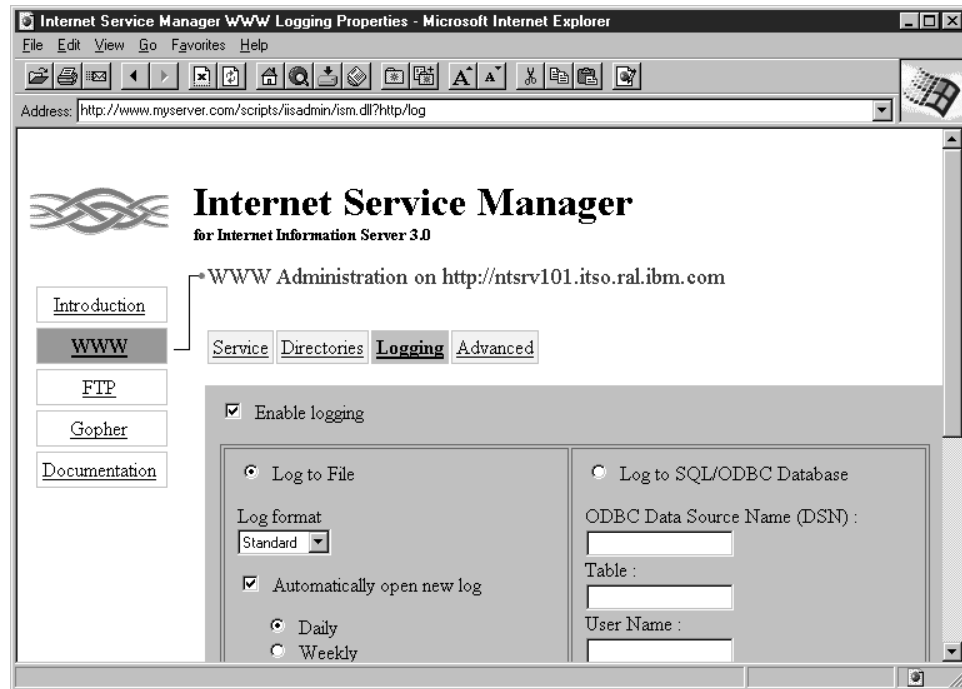 Internet Service Manager WWW Logging Properties - Microsoft Internet Explorer
File Edit View Go Favorites Help
Address: http://www.myserver.com/scripts/iisadmin/ism.dll?http/log
Internet Service Manager
for Internet Information Server 3.0
WWW Administration on http://ntsrv101.itso.ral.ibm.com
Introduction
WWW
FTP
Gopher
Documentation
Service Directories Logging Advanced
Enable logging
Log to File
Log format
Standard
Automatically open new log
Daily
Weekly
Log to SQL/ODBC Database
ODBC Data Source Name (DSN) :
Table :
User Name :